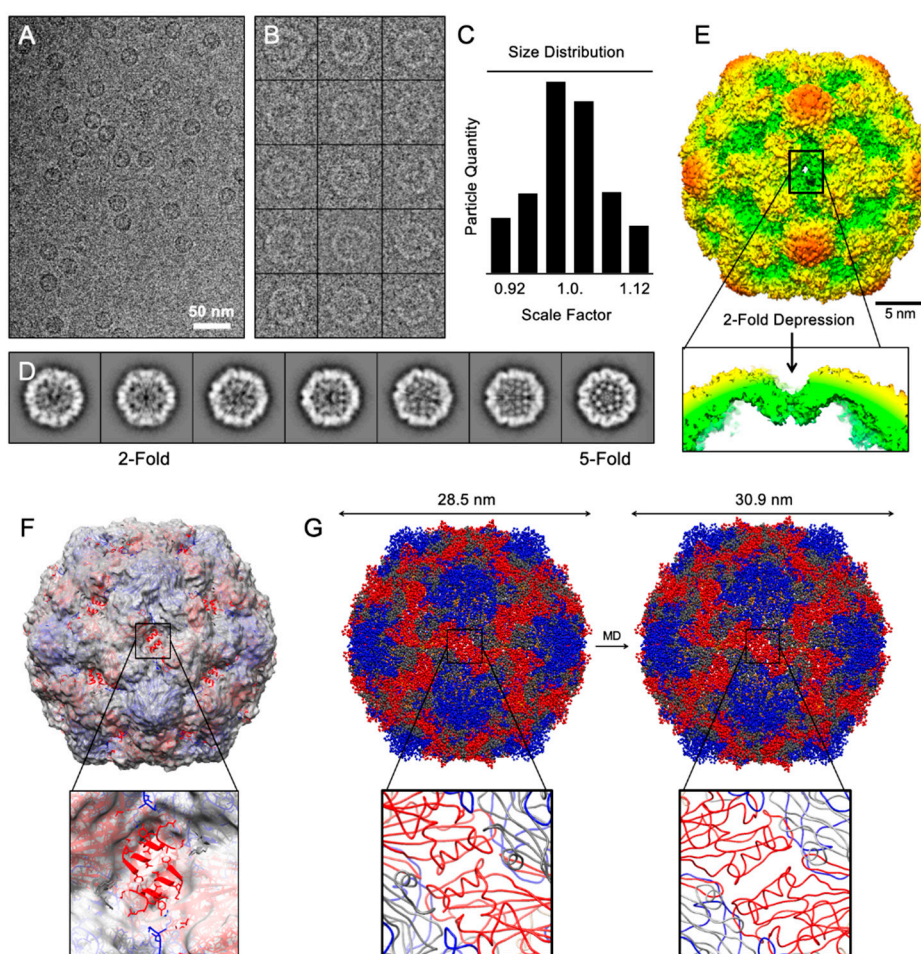 A
50 nm
B
C
Size Distribution
Particle Quantity
0.92
1.0.
1.12
Scale Factor
D
2-Fold
5-Fold
E
5 nm
2-Fold Depression
F
G
28.5 nm
MD
30.9 nm